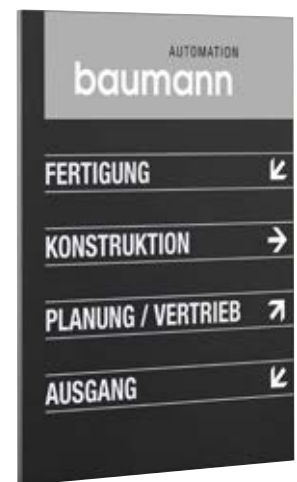 AUTOMATION
baumann
FERTIGUNG ↙
KONSTRUKTION →
PLANUNG / VERTRIEB ↗
AUSGANG ↙